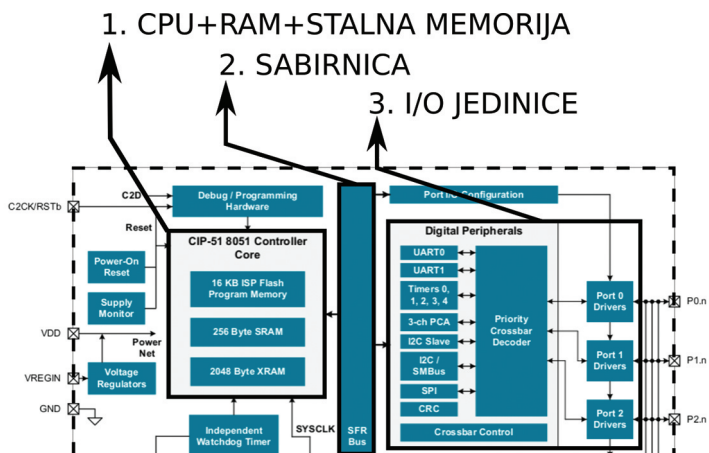 1. CPU+RAM+STALNA MEMORIJA
2. SABIRNICA
3. I/O JEDINICE
C2CK/RSTb
C2D
Debug / Programming
Hardware
Port I/O Configuration
Reset
Power-On
Reset
Supply
Monitor
VDD
Power
Net
VREGIN
Voltage
Regulators
GND
CIP-51 8051 Controller
Core
16 KB ISP Flash
Program Memory
256 Byte SRAM
2048 Byte XRAM
Independent
Watchdog Timer
SYSCLK
SFR
Bus
Digital Peripherals
UART0
UART1
Timers 0,
1, 2, 3, 4
3-ch PCA
I2C Slave
I2C /
SMBus
SPI
CRC
Priority
Crossbar
Decoder
Crossbar Control
Port 0
Drivers
Port 1
Drivers
Port 2
Drivers
P0.n
P1.n
P2.n